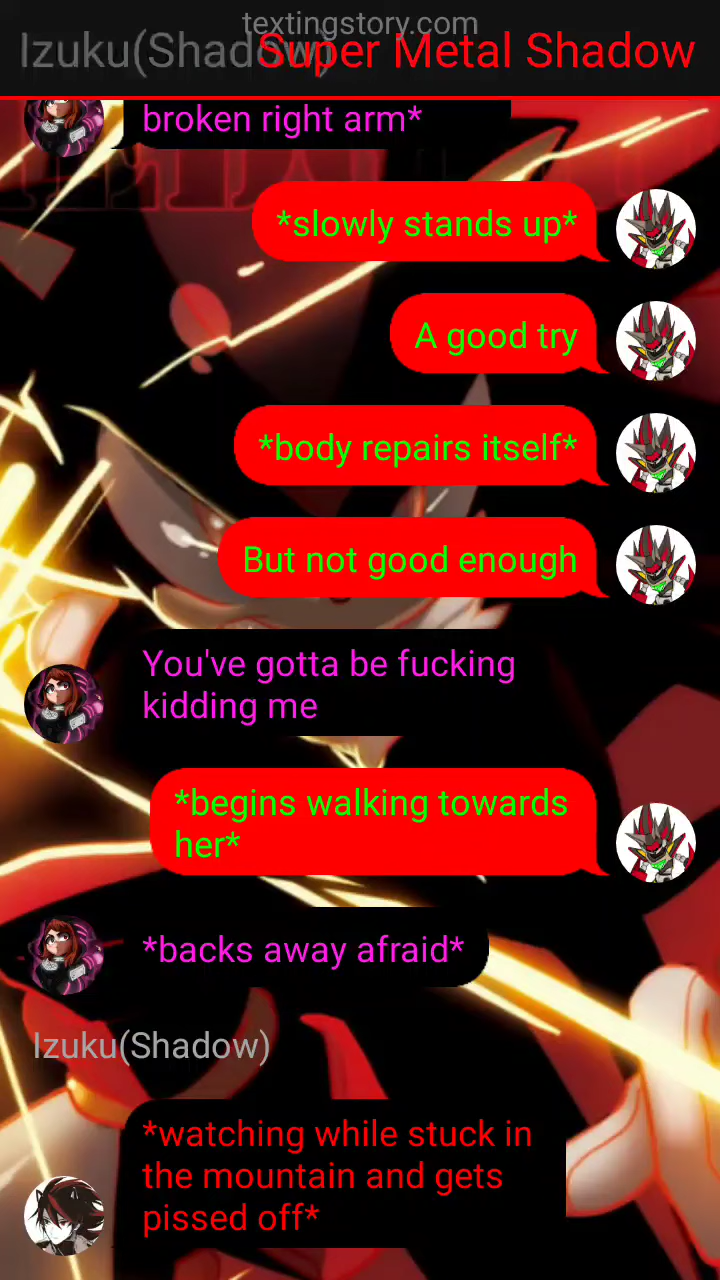 textingstory.com
Izuku(Shadow)
Super Metal Shadow
broken right arm*
*slowly stands up*
A good try
*body repairs itself*
But not good enough
You've gotta be fucking
kidding me
*begins walking towards
her*
*backs away afraid*
Izuku(Shadow)
*watching while stuck in
the mountain and gets
pissed off*